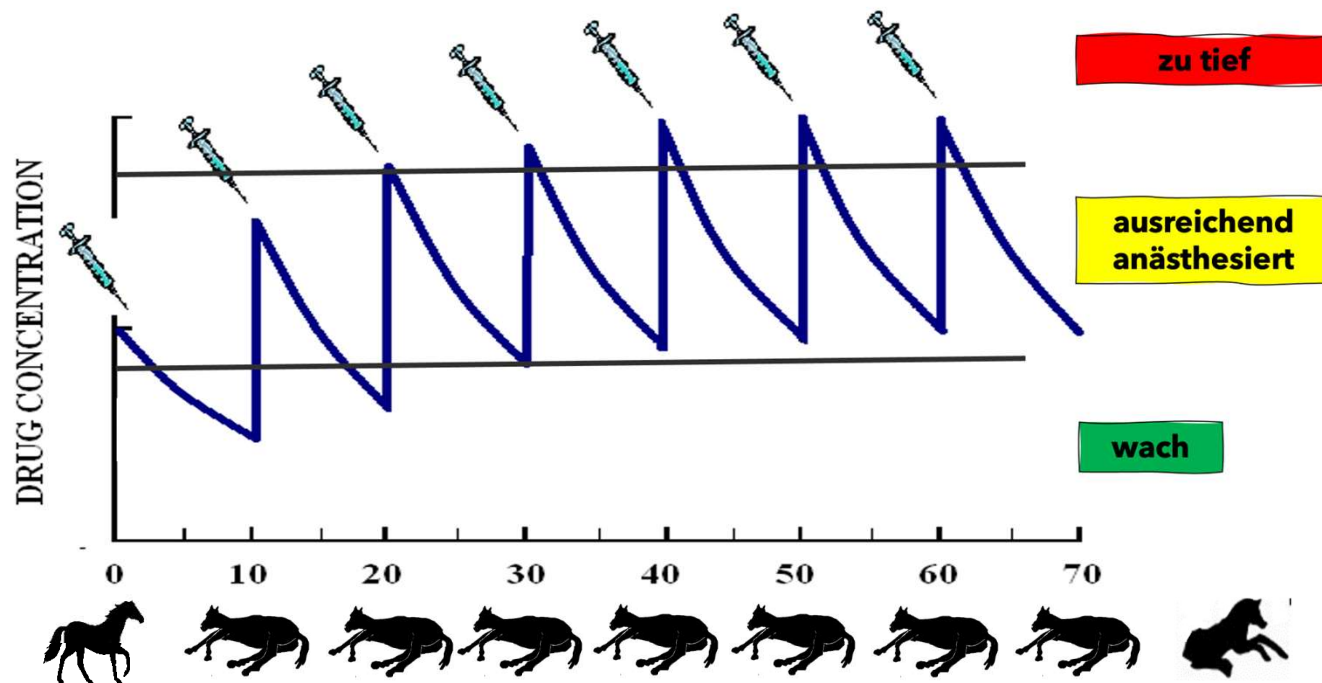 zu tief
DRUG CONCENTRATION
ausreichend
anästhesiert
wach
0 10 20 30 40 50 60 70